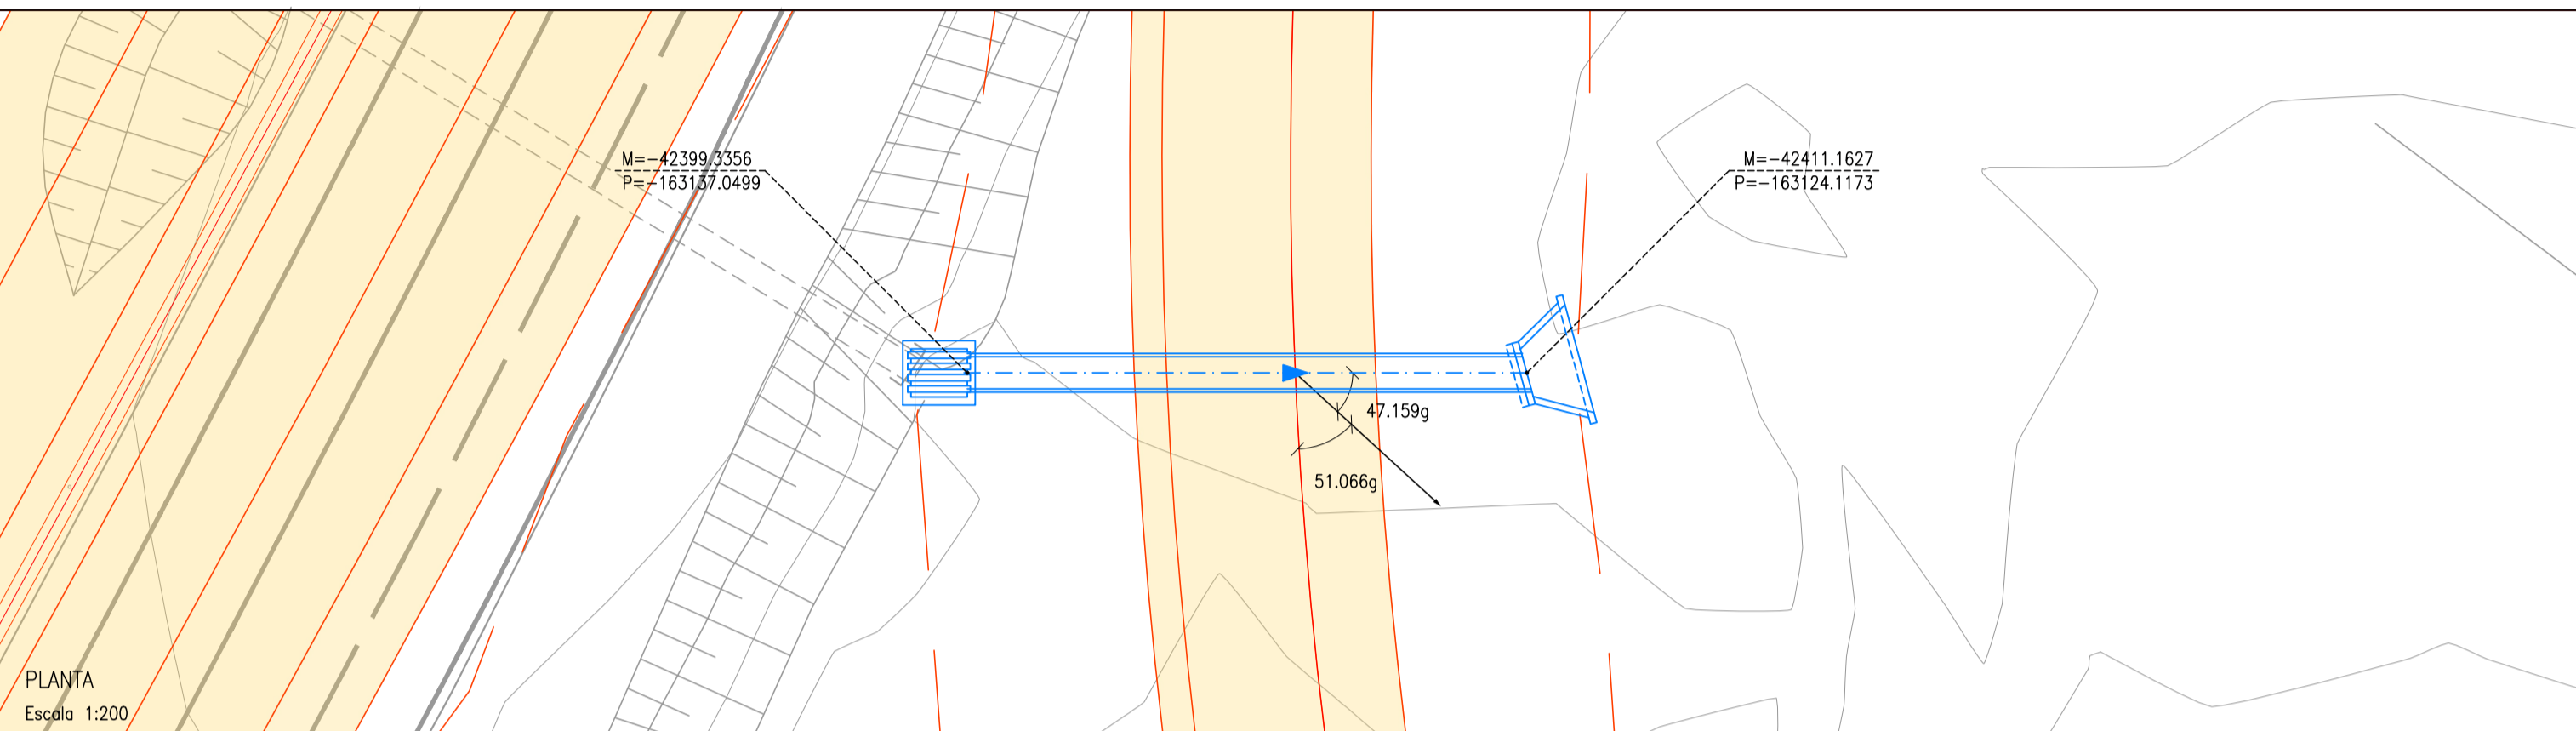 M=-42399.3356
P=-163137.0499
M=-42411.1627
P=-163124.1173
47.159g
51.066g
PLANTA
Escala 1:200